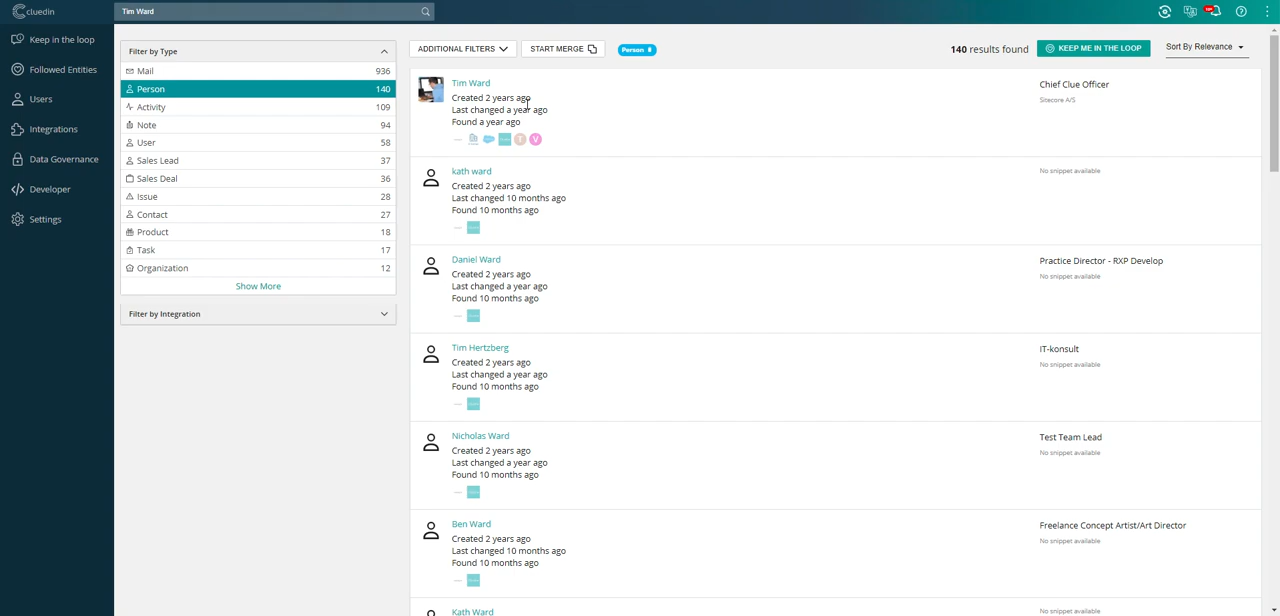 cluedin
Tim Ward
Keep in the loop
Followed Entities
Users
Integrations
Data Governance
Developer
Settings
Filter by Type
Mail 936
Person 140
Activity 109
Note 94
User 58
Sales Lead 37
Sales Deal 36
Issue 28
Contact 27
Product 18
Task 17
Organization 12
Show More
Filter by Integration
ADDITIONAL FILTERS
START MERGE
Person
140 results found
KEEP ME IN THE LOOP
Sort By Relevance
Tim Ward
Created 2 years ago
Last changed a year ago
Found a year ago
T V
Chief Clue Officer
Sitecore A/S
kath ward
Created 2 years ago
Last changed 10 months ago
Found 10 months ago
No snippet available
Daniel Ward
Created 2 years ago
Last changed a year ago
Found 10 months ago
Practice Director - RXP Develop
No snippet available
Tim Hertzberg
Created 2 years ago
Last changed a year ago
Found 10 months ago
IT-konsult
No snippet available
Nicholas Ward
Created 2 years ago
Last changed a year ago
Found 10 months ago
Test Team Lead
No snippet available
Ben Ward
Created 2 years ago
Last changed 10 months ago
Found 10 months ago
Freelance Concept Artist/Art Director
No snippet available
Kath Ward
No snippet available